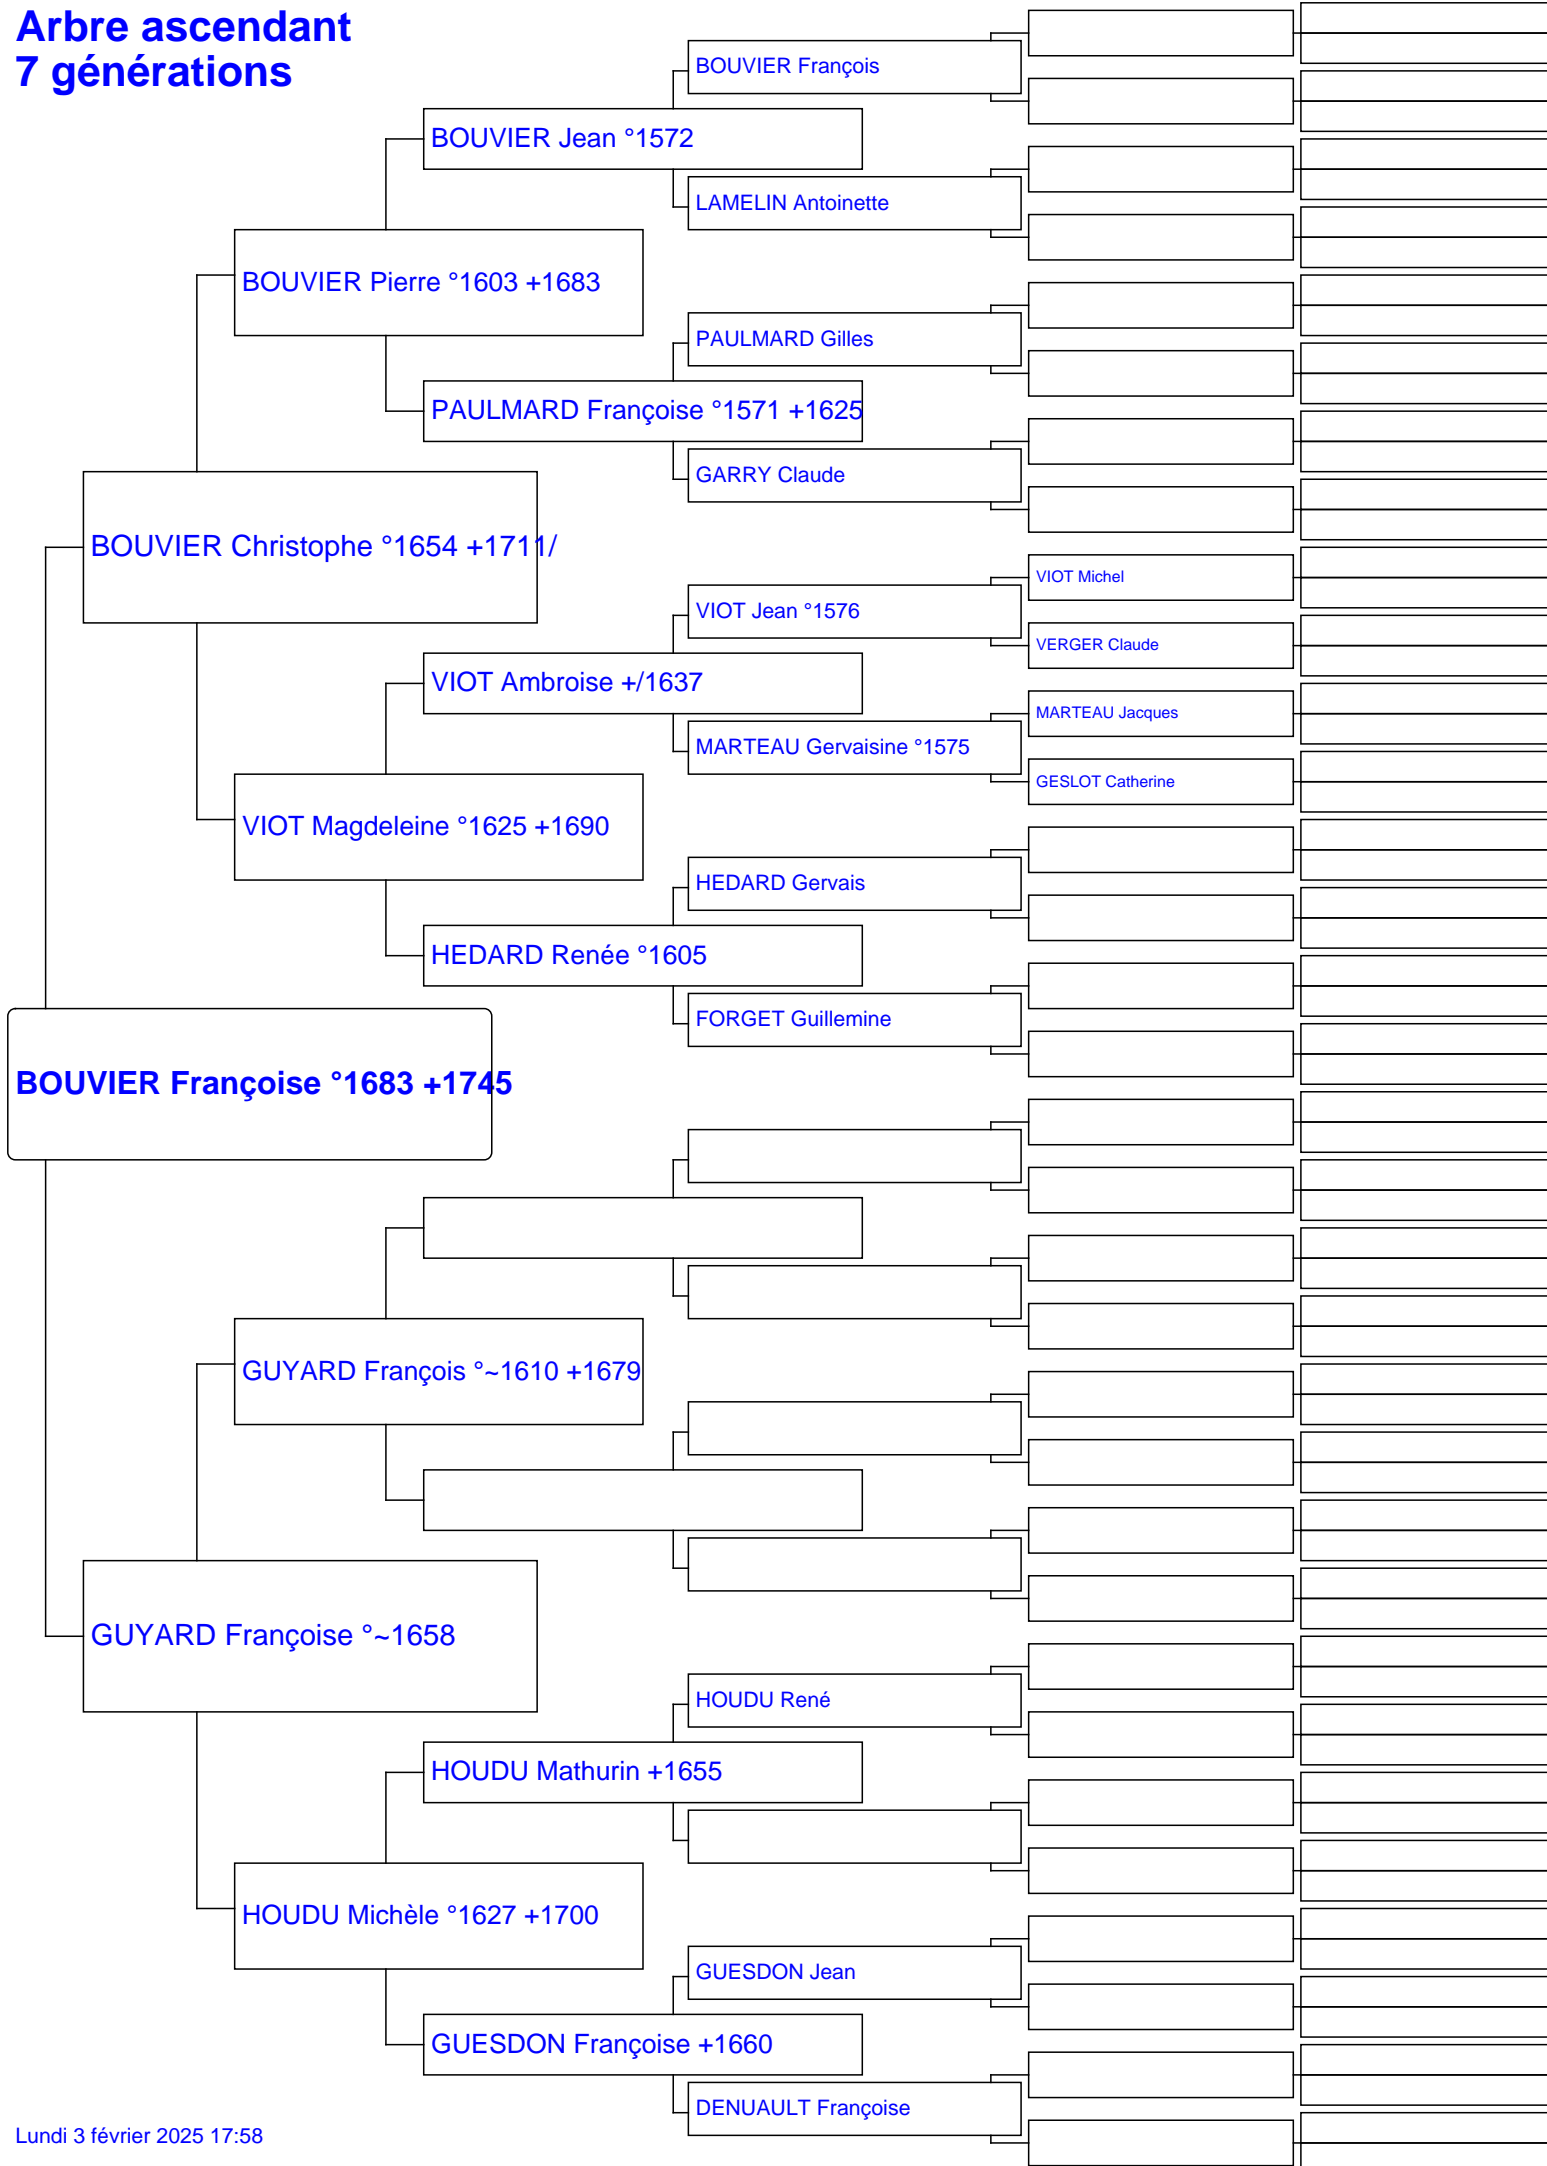 Arbre ascendant
7 générations
BOUVIER François
BOUVIER Jean °1572
LAMELIN Antoinette
BOUVIER Pierre °1603 +1683
PAULMARD Gilles
PAULMARD Françoise °1571 +1625
GARRY Claude
BOUVIER Christophe °1654 +1711/
VIOT Michel
VIOT Jean °1576
VERGER Claude
VIOT Ambroise +/1637
MARTEAU Jacques
MARTEAU Gervaisine °1575
GESLOT Catherine
VIOT Magdeleine °1625 +1690
HEDARD Gervais
HEDARD Renée °1605
FORGET Guillemine
BOUVIER Françoise °1683 +1745
GUYARD François °~1610 +1679
GUYARD Françoise °~1658
HOUDU René
HOUDU Mathurin +1655
HOUDU Michèle °1627 +1700
GUESDON Jean
GUESDON Françoise +1660
DENUAULT Françoise
Lundi 3 février 2025 17:58